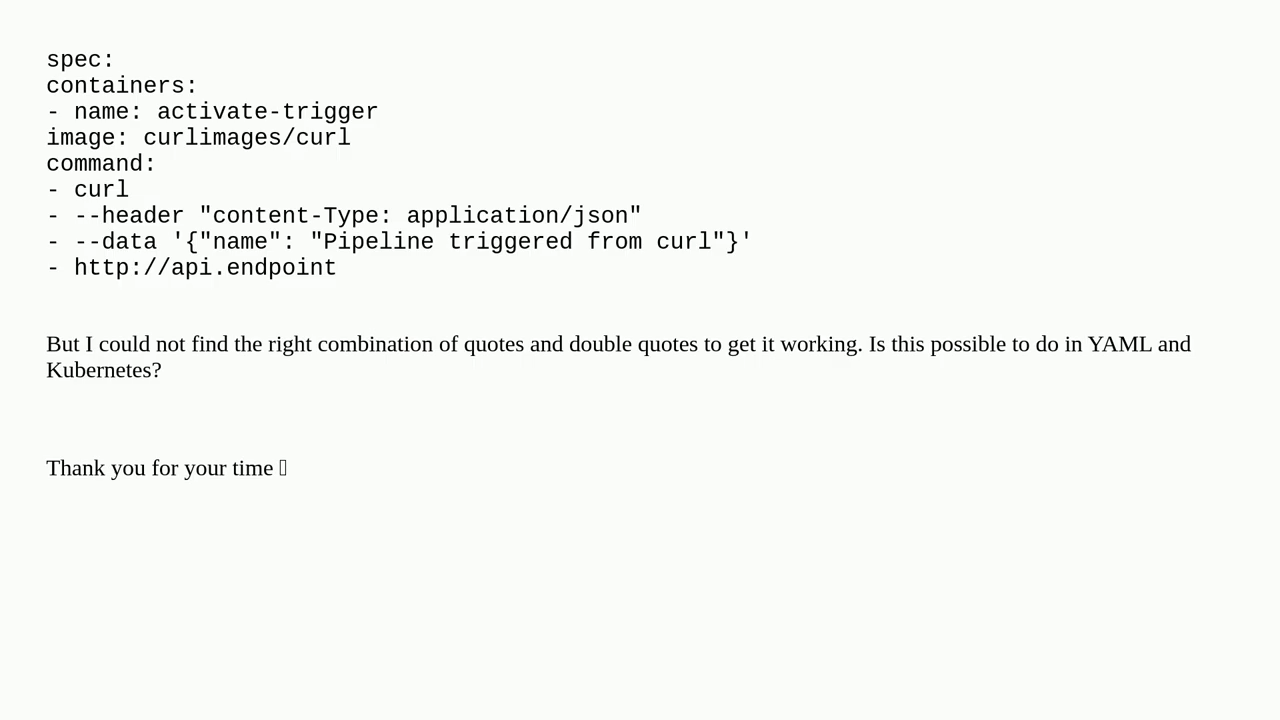 spec:
containers:
- name: activate-trigger
image: curlimages/curl
command:
- curl
- --header "content-Type: application/json"
- --data '{"name": "Pipeline triggered from curl"}'
- http://api.endpoint
But I could not find the right combination of quotes and double quotes to get it working. Is this possible to do in YAML and
Kubernetes?
Thank you for your time